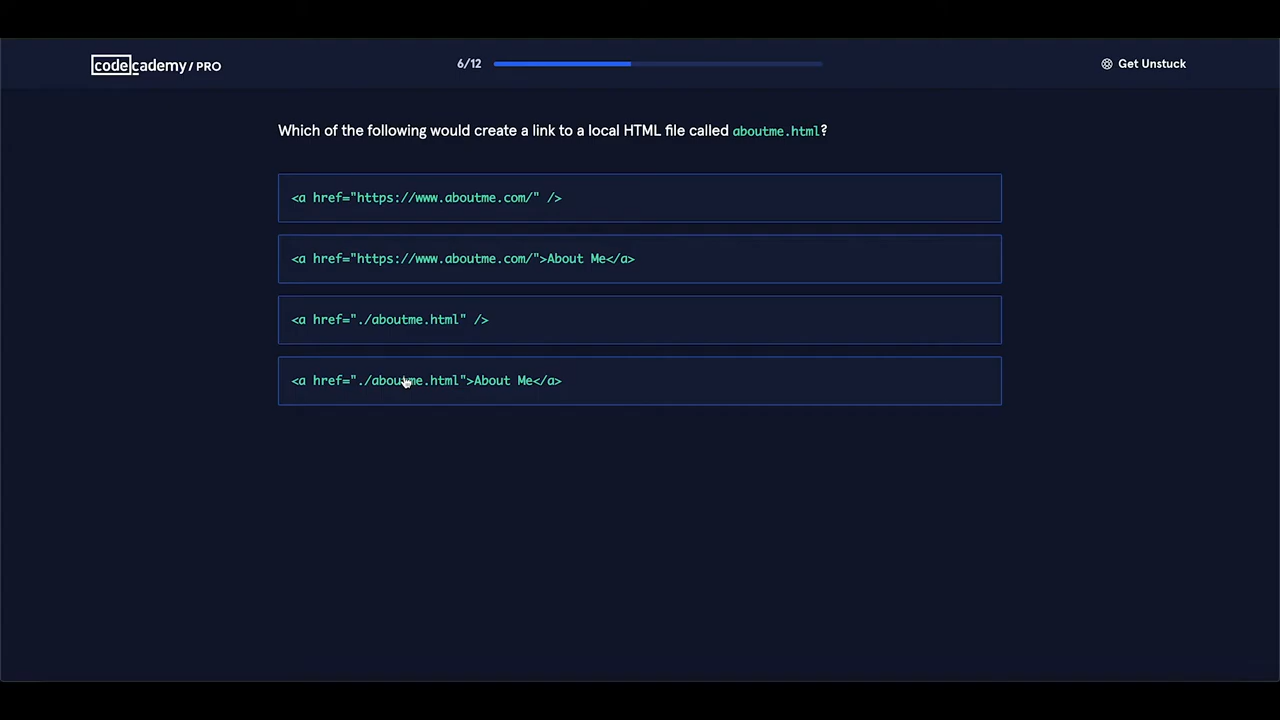 codecademy / PRO
6/12
Get Unstuck
Which of the following would create a link to a local HTML file called aboutme.html?
<a href="https://www.aboutme.com/" />
<a href="https://www.aboutme.com/">About Me</a>
<a href="./aboutme.html" />
<a href="./aboutme.html">About Me</a>